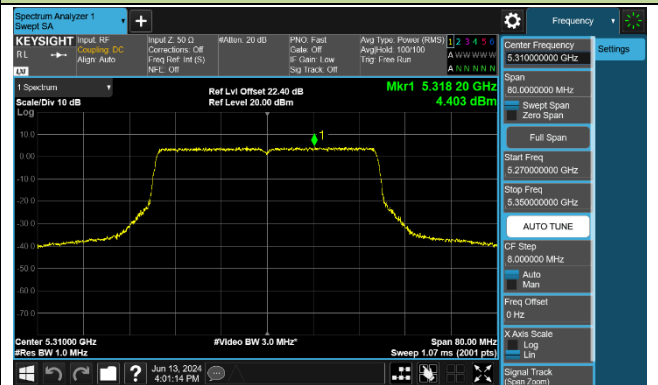 Spectrum Analyzer 1
Swept SA
Frequency
KEYSIGHT
RL
LXI
Input: RF
Coupling: DC
Align: Auto
Input Z: 50 Ω
Corrections: Off
Freq Ref: Int (S)
NFE: Off
#Atten: 20 dB
PNO: Fast
Gate: Off
IF Gain: Low
Sig Track: Off
Avg Type: Power (RMS)
Avg|Hold: 100/100
Trig: Free Run
1 2 3 4 5 6
A W W W W W
A N N N N N
1 Spectrum
Scale/Div 10 dB
Ref Lvl Offset 22.40 dB
Ref Level 20.00 dBm
Mkr1 5.318 20 GHz
4.403 dBm
Log
10.0
0.00
-10.0
-20.0
-30.0
-40.0
-50.0
-60.0
-70.0
1
Center 5.31000 GHz
#Res BW 1.0 MHz
#Video BW 3.0 MHz*
Span 80.00 MHz
Sweep 1.07 ms (2001 pts)
Jun 13, 2024
4:01:14 PM
Center Frequency
5.310000000 GHz
Settings
Span
80.0000000 MHz
Swept Span
Zero Span
Full Span
Start Freq
5.270000000 GHz
Stop Freq
5.350000000 GHz
AUTO TUNE
CF Step
8.000000 MHz
Auto
Man
Freq Offset
0 Hz
X Axis Scale
Log
Lin
Signal Track
(Span Zoom)